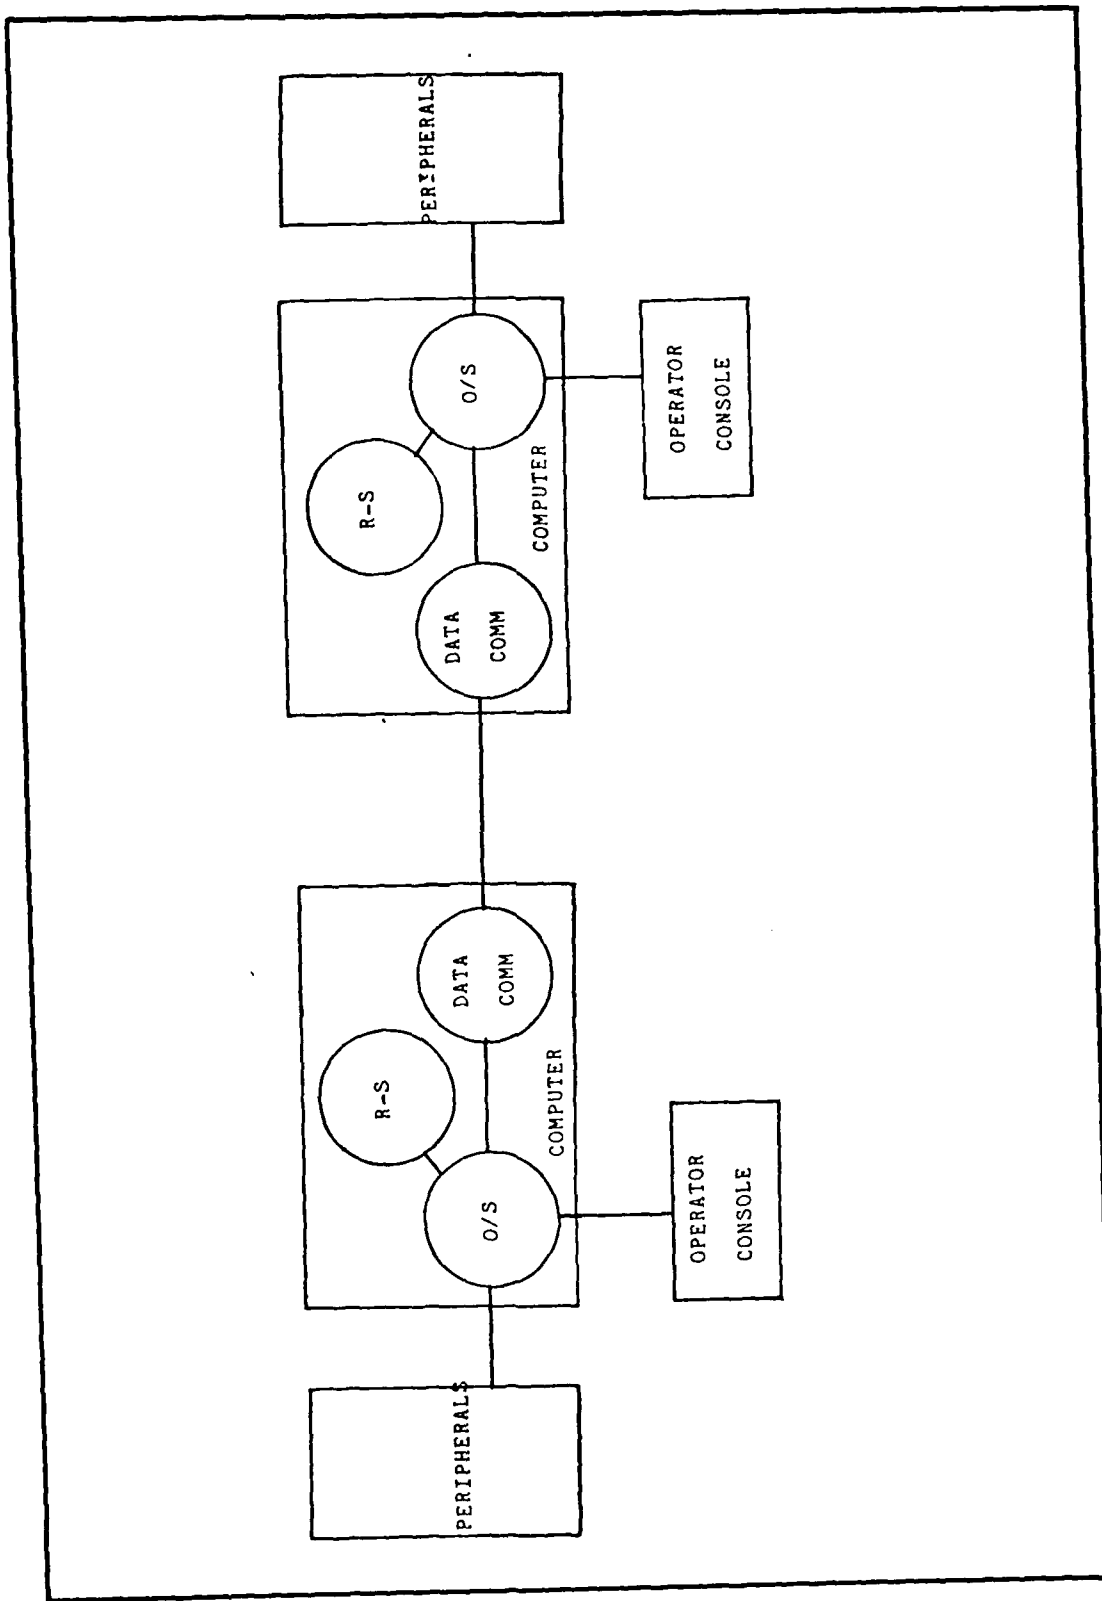 PERIPHERALS
O/S
R-S
DATA
COMM
COMPUTER
OPERATOR
CONSOLE
DATA
COMM
R-S
O/S
COMPUTER
OPERATOR
CONSOLE
PERIPHERALS